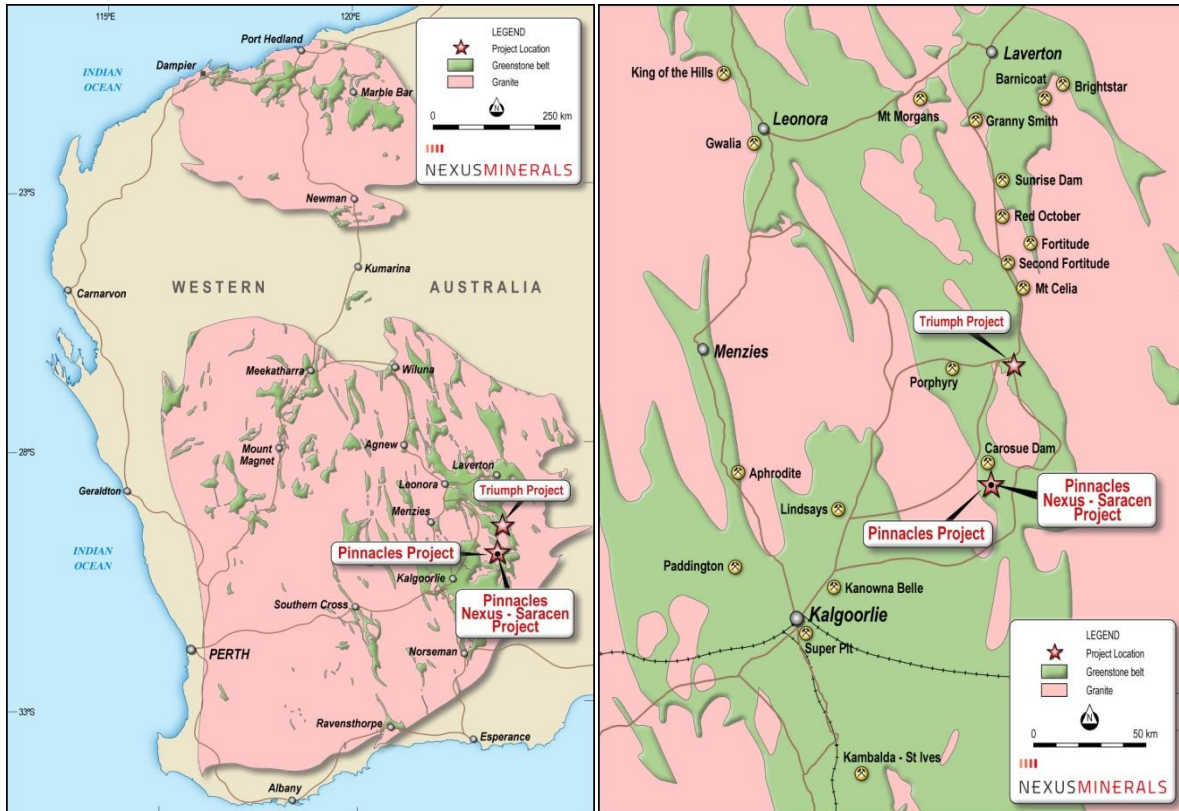 115ºE
120ºE
Port Hedland
Dampier
INDIAN
OCEAN
Marble Bar
LEGEND
Project Location
Greenstone belt
Granite
N
0
250 km
NEXUSMINERALS
23ºS
Newman
Kumarina
WESTERN
AUSTRALIA
Carnarvon
Meekatharra
Wiluna
Mount
Magnet
Agnew
28ºS
Laverton
Leonora
Geraldton
Triumph Project
Menzies
INDIAN
OCEAN
Pinnacles Project
Kalgoorlie
Pinnacles
Nexus - Saracen
Project
Southern Cross
PERTH
Norseman
33ºS
Ravensthorpe
Esperance
Albany
King of the Hills
Laverton
Barnicoat
Brightstar
Mt Morgans
Granny Smith
Leonora
Gwalia
Sunrise Dam
Red October
Fortitude
Second Fortitude
Mt Celia
Triumph Project
Menzies
Porphyry
Carosue Dam
Aphrodite
Pinnacles
Nexus - Saracen
Project
Lindsays
Pinnacles Project
Paddington
Kanowna Belle
Kalgoorlie
Super Pit
LEGEND
Project Location
Greenstone belt
Granite
N
0
50 km
NEXUSMINERALS
Kambalda - St Ives